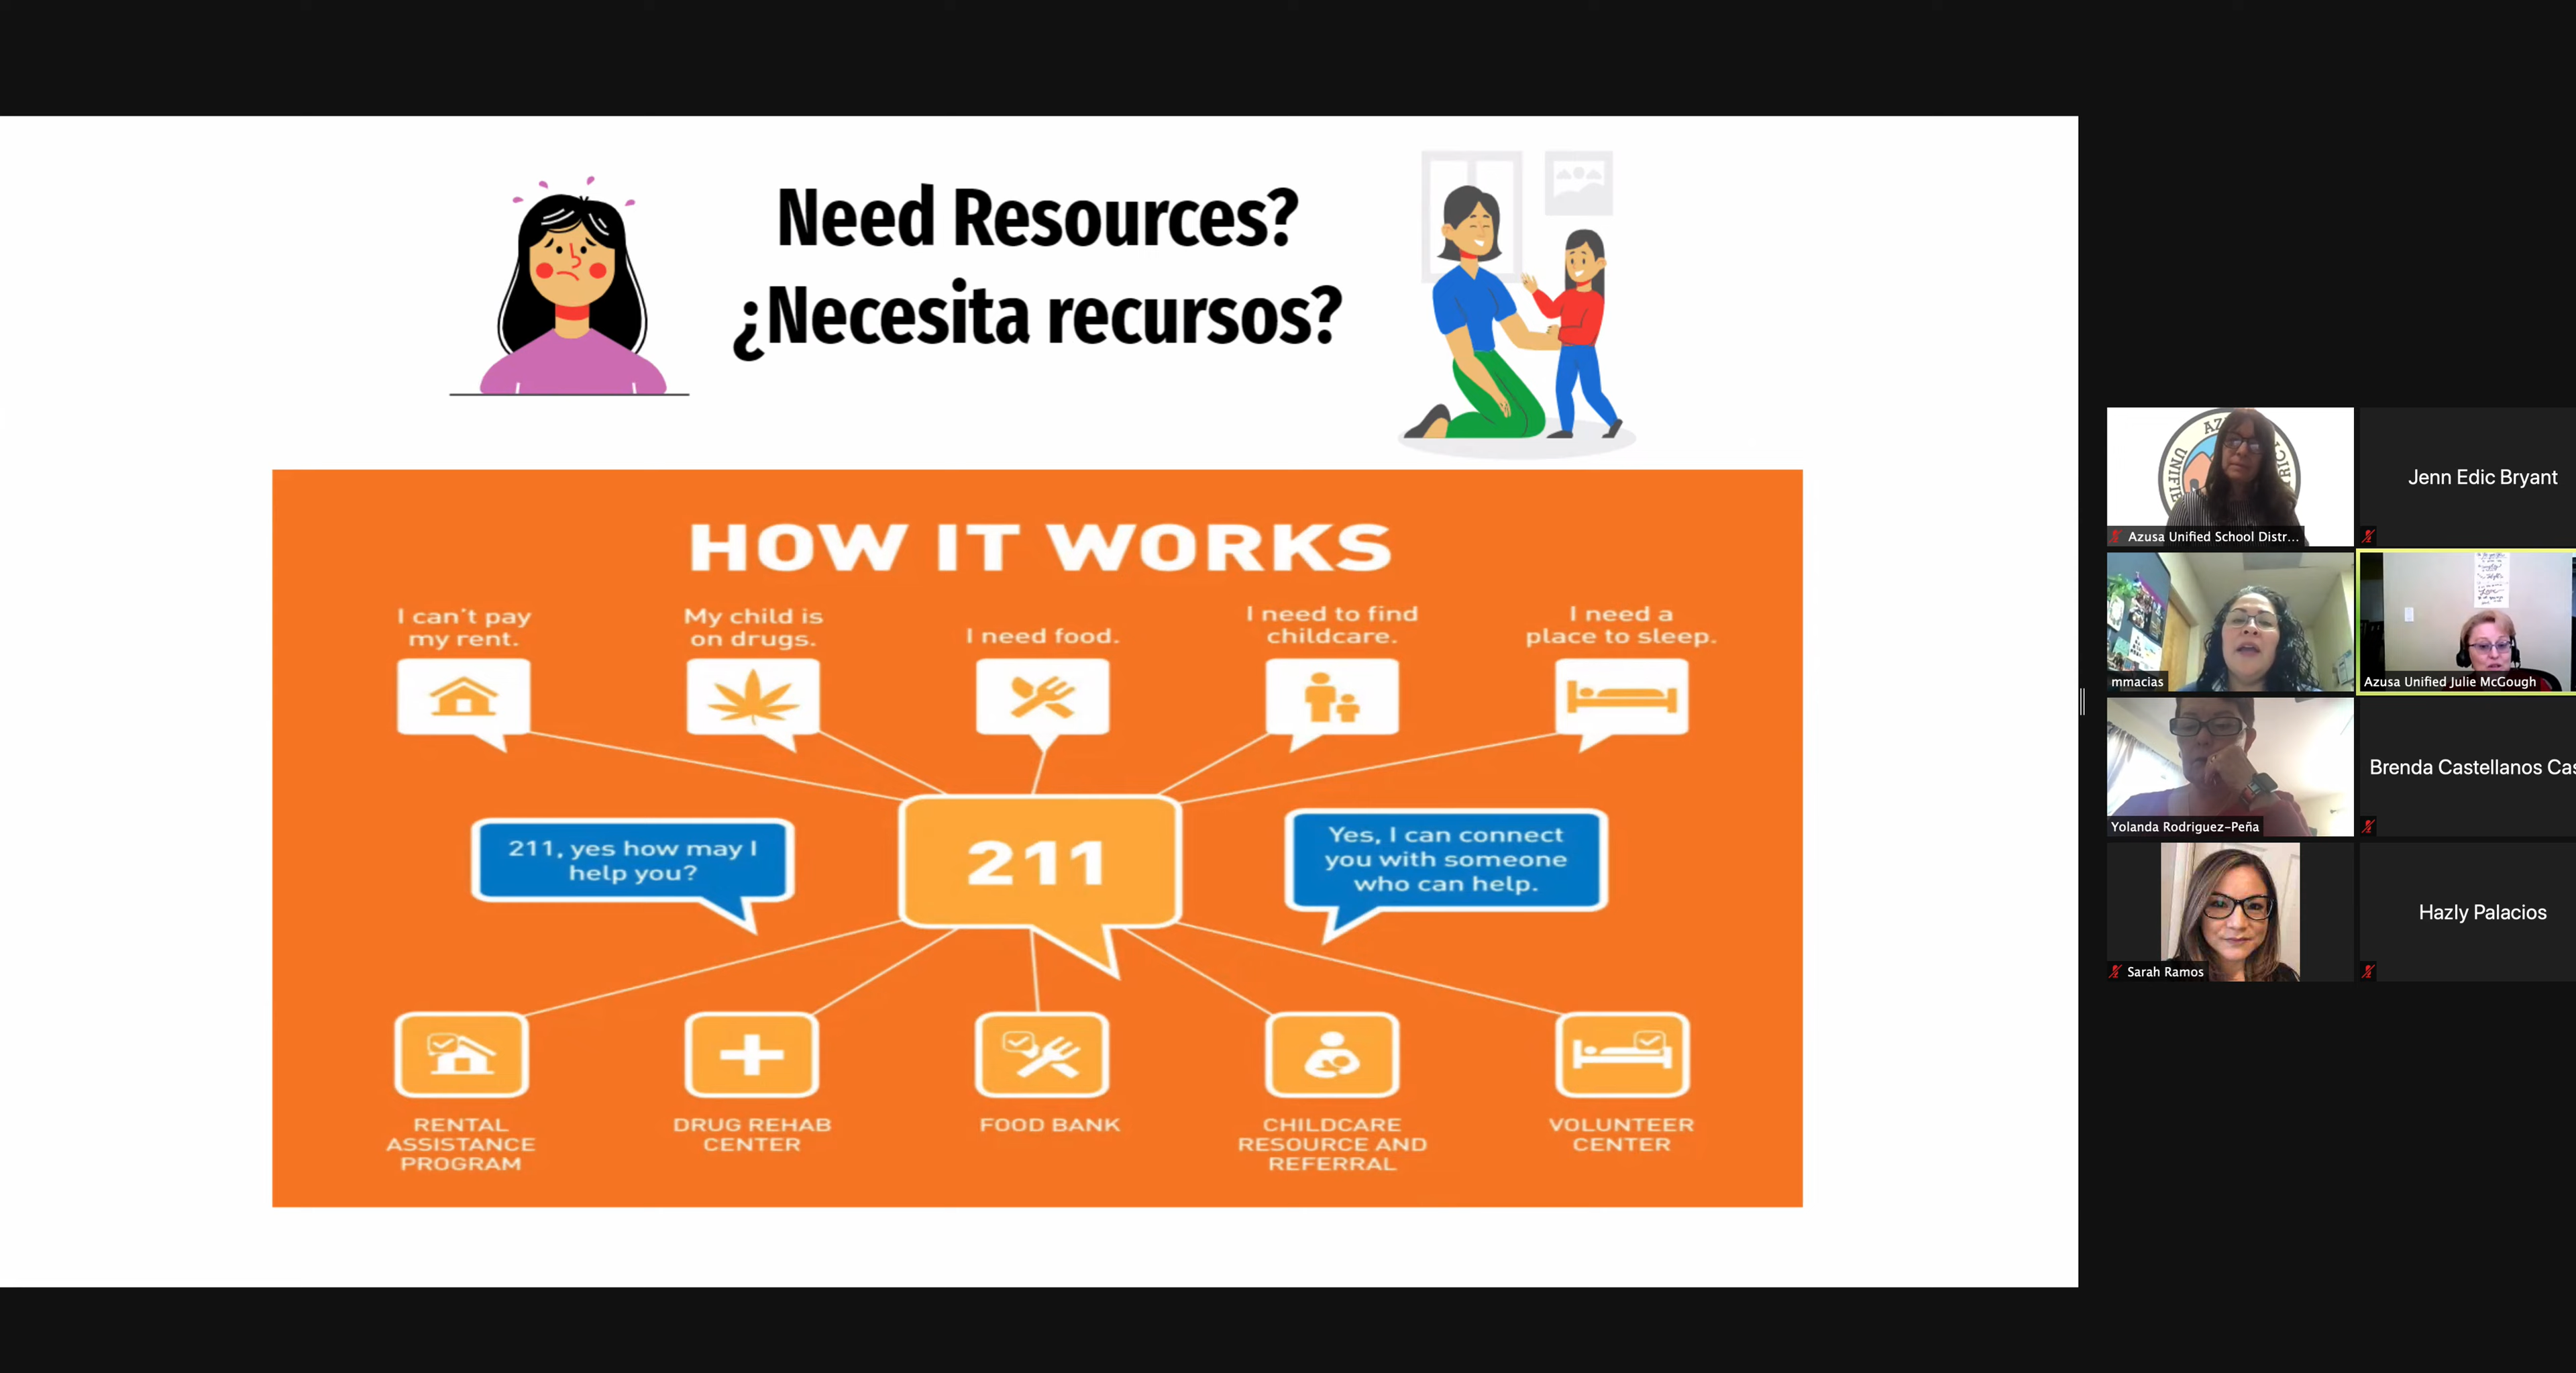 Need Resources?
¿Necesita recursos?
HOW IT WORKS
I can't pay
my rent.
My child is
on drugs.
I need food.
I need to find
childcare.
I need a
place to sleep.
211, yes how may I
help you?
211
Yes, I can connect
you with someone
who can help.
RENTAL
ASSISTANCE
PROGRAM
DRUG REHAB
CENTER
FOOD BANK
CHILDCARE
RESOURCE AND
REFERRAL
VOLUNTEER
CENTER
Azusa Unified School Distr...
Jenn Edic Bryant
mmacias
Azusa Unified Julie McGough
Yolanda Rodriguez-Peña
Brenda Castellanos Cas
Sarah Ramos
Hazly Palacios